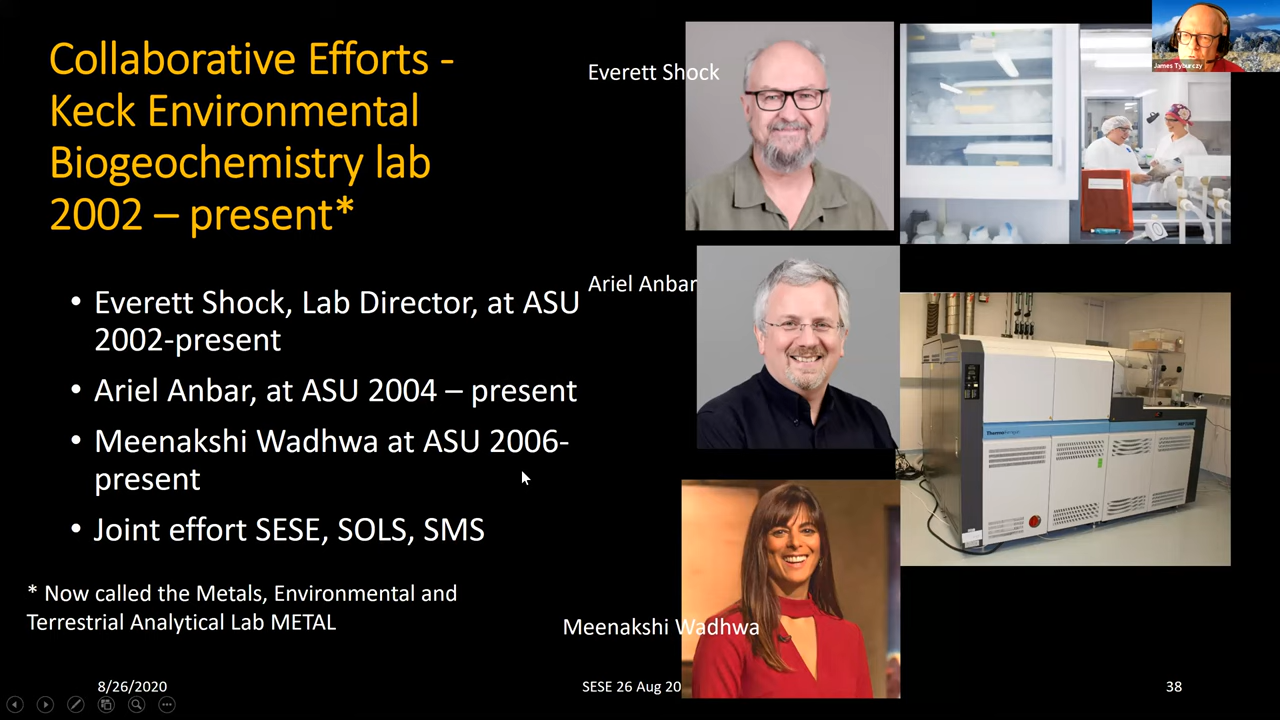 Collaborative Efforts -
Keck Environmental
Biogeochemistry lab
2002 – present*
• Everett Shock, Lab Director, at ASU
2002-present
• Ariel Anbar, at ASU 2004 – present
• Meenakshi Wadhwa at ASU 2006-
present
• Joint effort SESE, SOLS, SMS
* Now called the Metals, Environmental and
Terrestrial Analytical Lab METAL
Everett Shock
Ariel Anbar
Meenakshi Wadhwa
James Tyburczy
8/26/2020
SESE 26 Aug 20
38